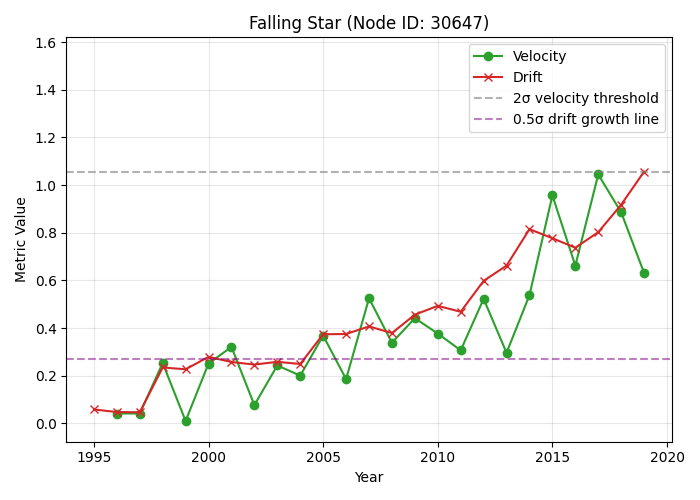 Falling Star (Node ID: 30647)
Metric Value
1.6
1.4
1.2
1.0
0.8
0.6
0.4
0.2
0.0
Velocity
Drift
2σ velocity threshold
0.5σ drift growth line
1995 2000 2005 2010 2015 2020
Year